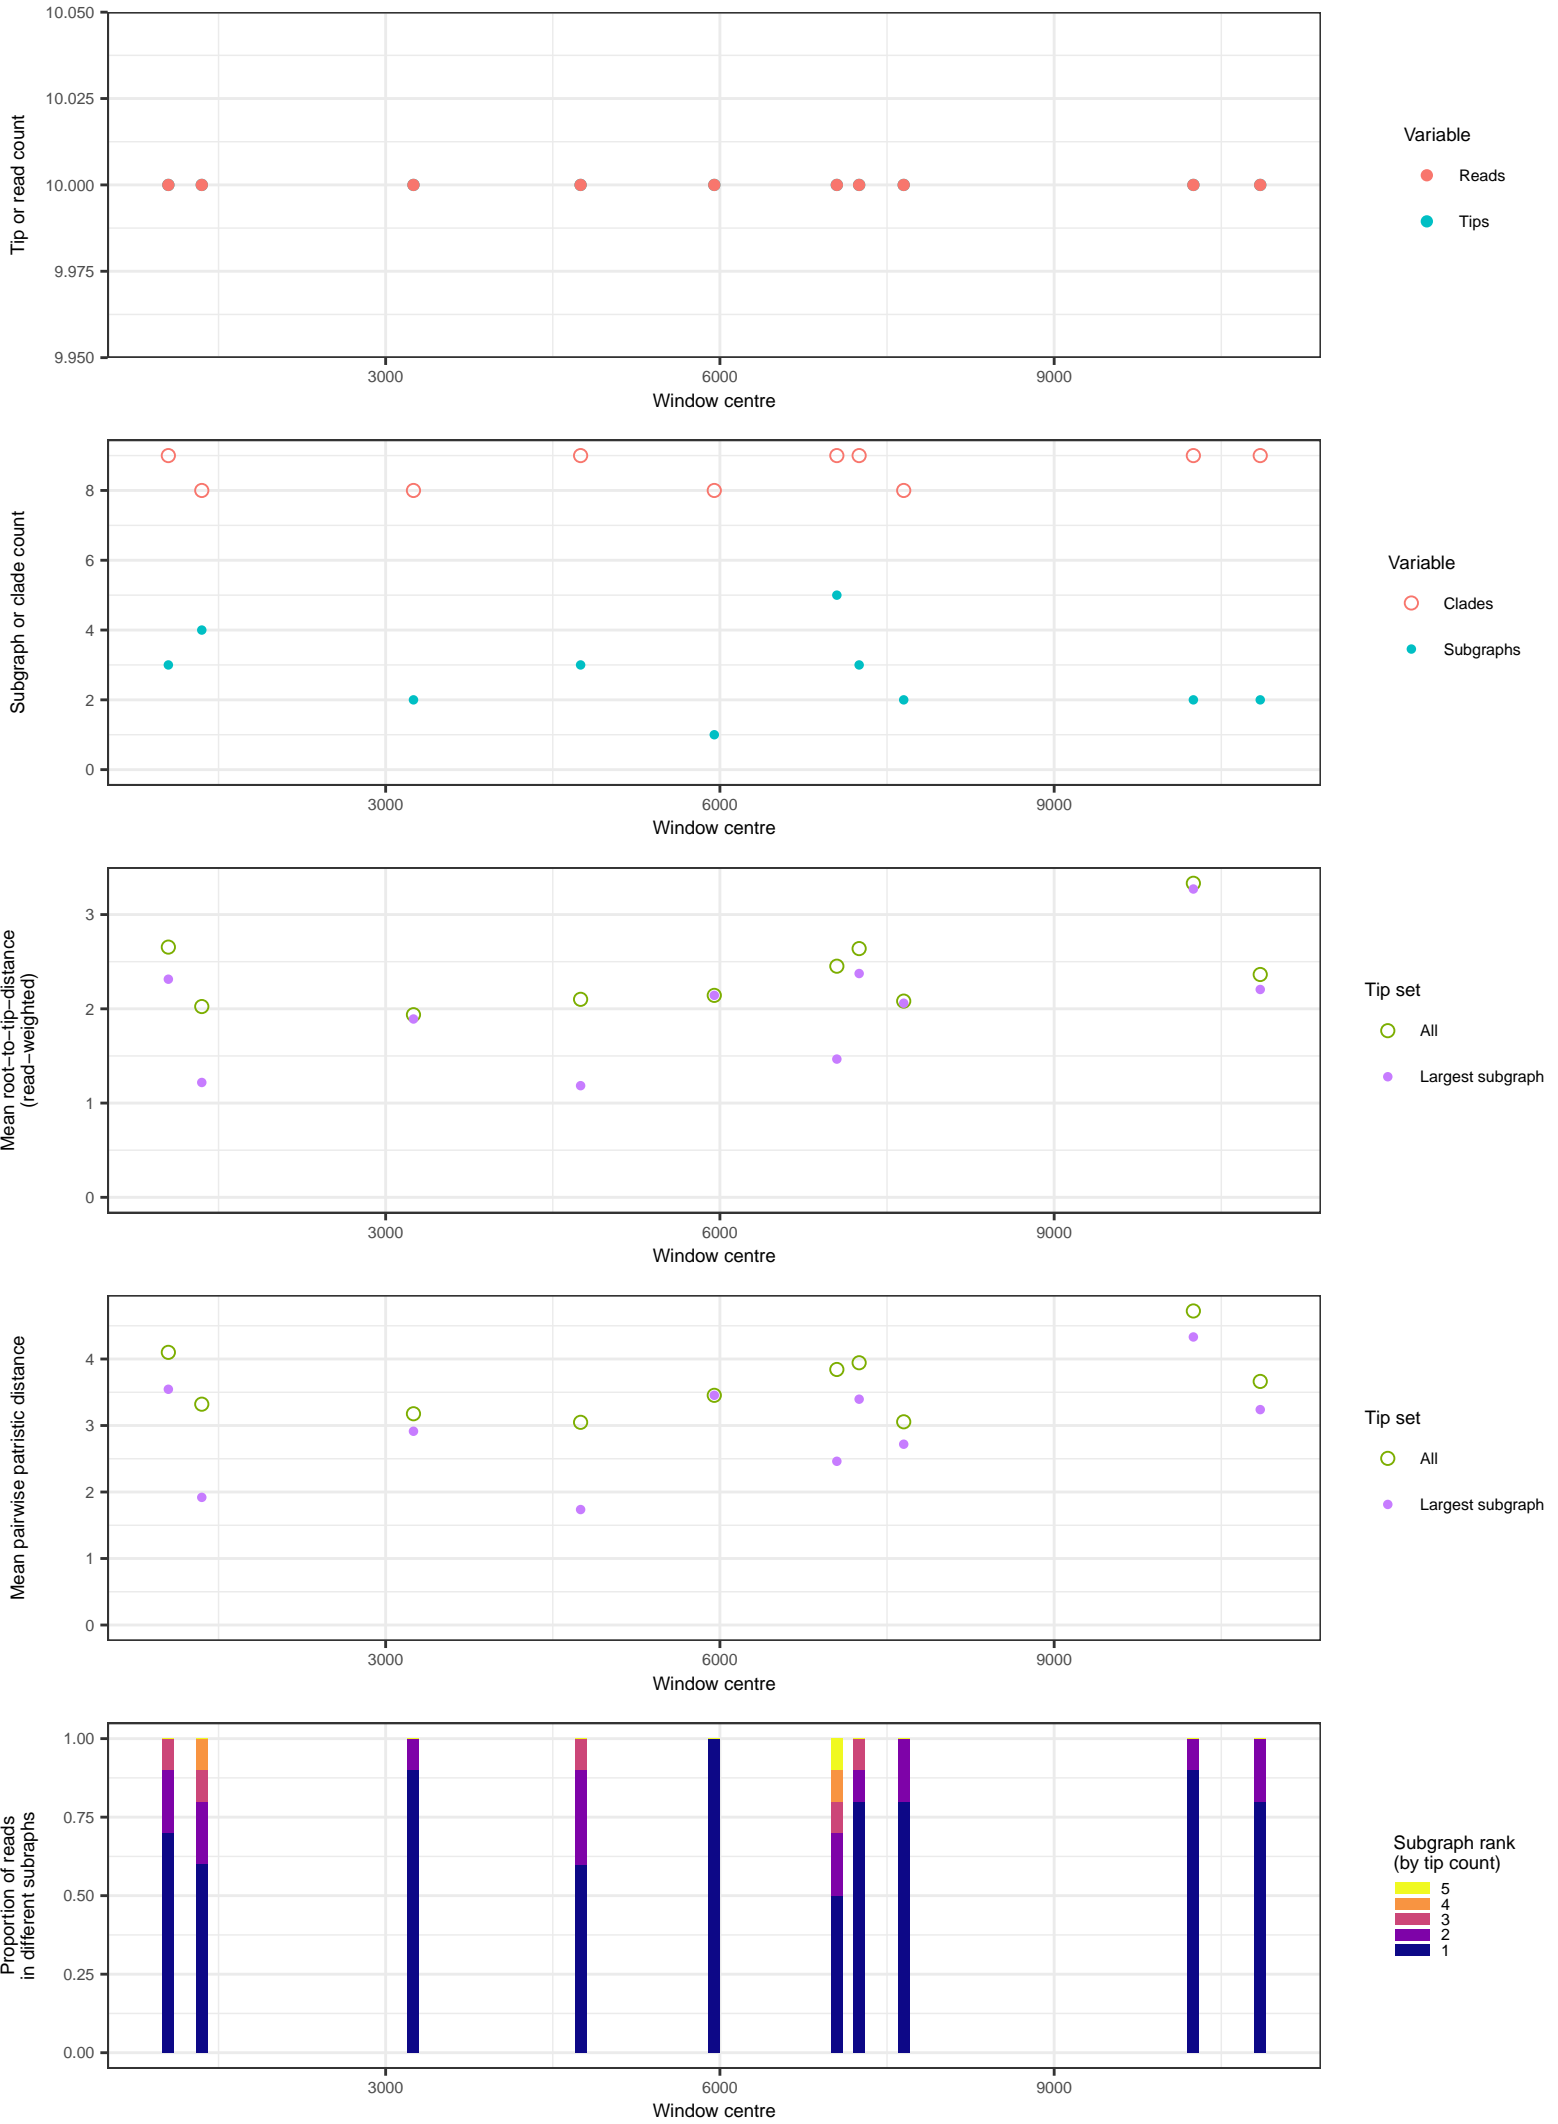 10.050
10.025
10.000
9.975
9.950
Tip or read count
3000
6000
9000
Window centre
Variable
Reads
Tips
8
6
4
2
0
Subgraph or clade count
3000
6000
9000
Window centre
Variable
Clades
Subgraphs
3
2
1
0
Mean root−to−tip−distance
(read−weighted)
3000
6000
9000
Window centre
Tip set
All
Largest subgraph
4
3
2
1
0
Mean pairwise patristic distance
3000
6000
9000
Window centre
Tip set
All
Largest subgraph
1.00
0.75
0.50
0.25
0.00
Proportion of reads
in different subraphs
3000
6000
9000
Window centre
Subgraph rank
(by tip count)
5
4
3
2
1